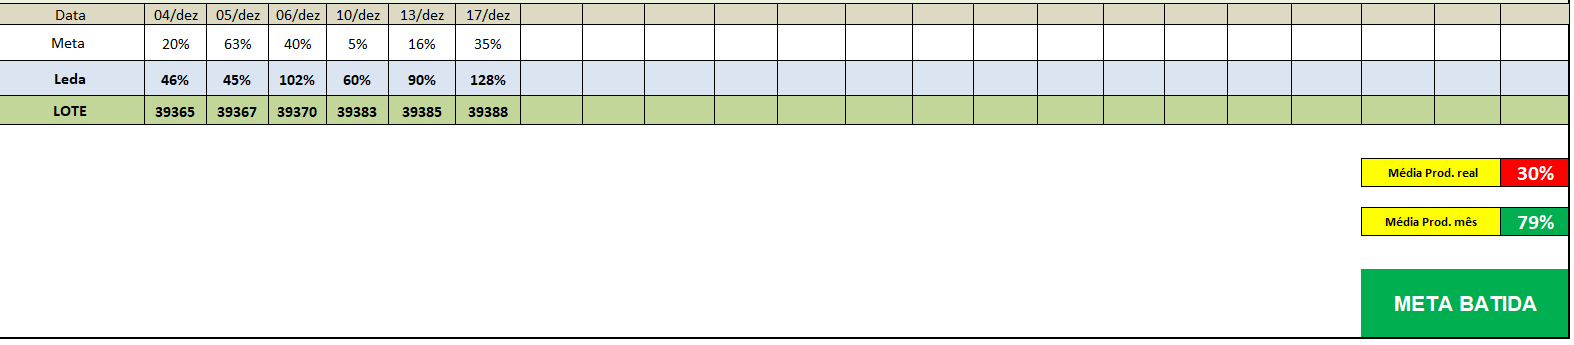 Data 04/dez 05/dez 06/dez 10/dez 13/dez 17/dez
Meta 20% 63% 40% 5% 16% 35%
Leda 46% 45% 102% 60% 90% 128%
LOTE 39365 39367 39370 39383 39385 39388
Média Prod. real 30%
Média Prod. mês 79%
META BATIDA